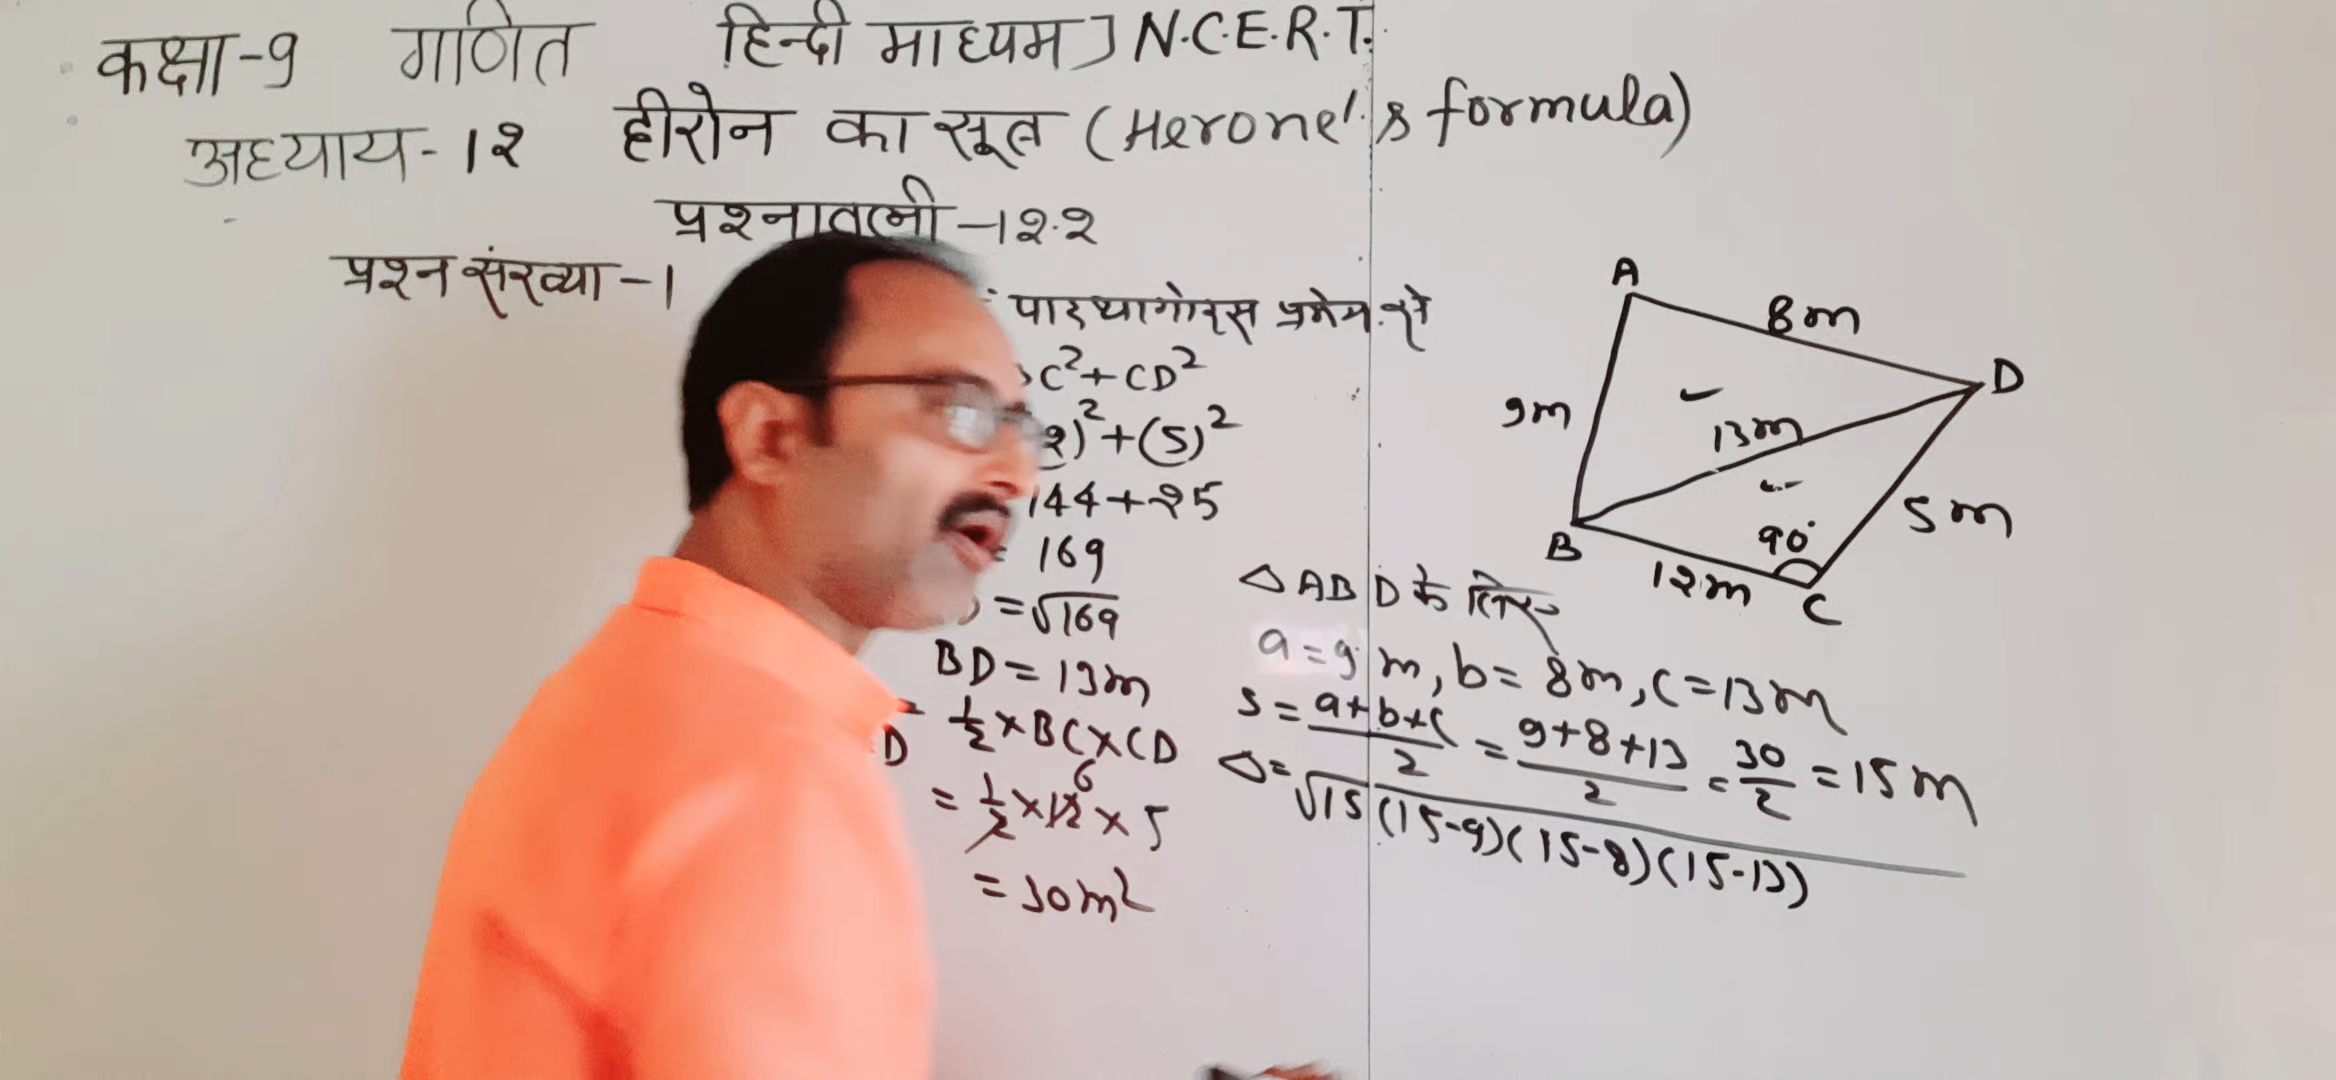 कक्षा-9 गणित हिन्दी माध्यम] N.C.E.R.T.
अध्याय-12 हीरोन का सूत्र (Herone's formula)
प्रश्नावली-12.2
प्रश्न संख्या-1
पाइथागोरस प्रमेय से
C²+CD²
2)²+(5)²
144+25
= 169
=√169
BD=13m
D = 1/2×BC×CD
= 1/2×12 6×5
=30m²
A
8m
D
9m
13m
5m
B
90°
12m
C
△ABD के लिए
a=9m, b=8m, c=13m
s=(a+b+c)/2=(9+8+13)/2=30/2=15m
△=√15(15-9)(15-8)(15-13)